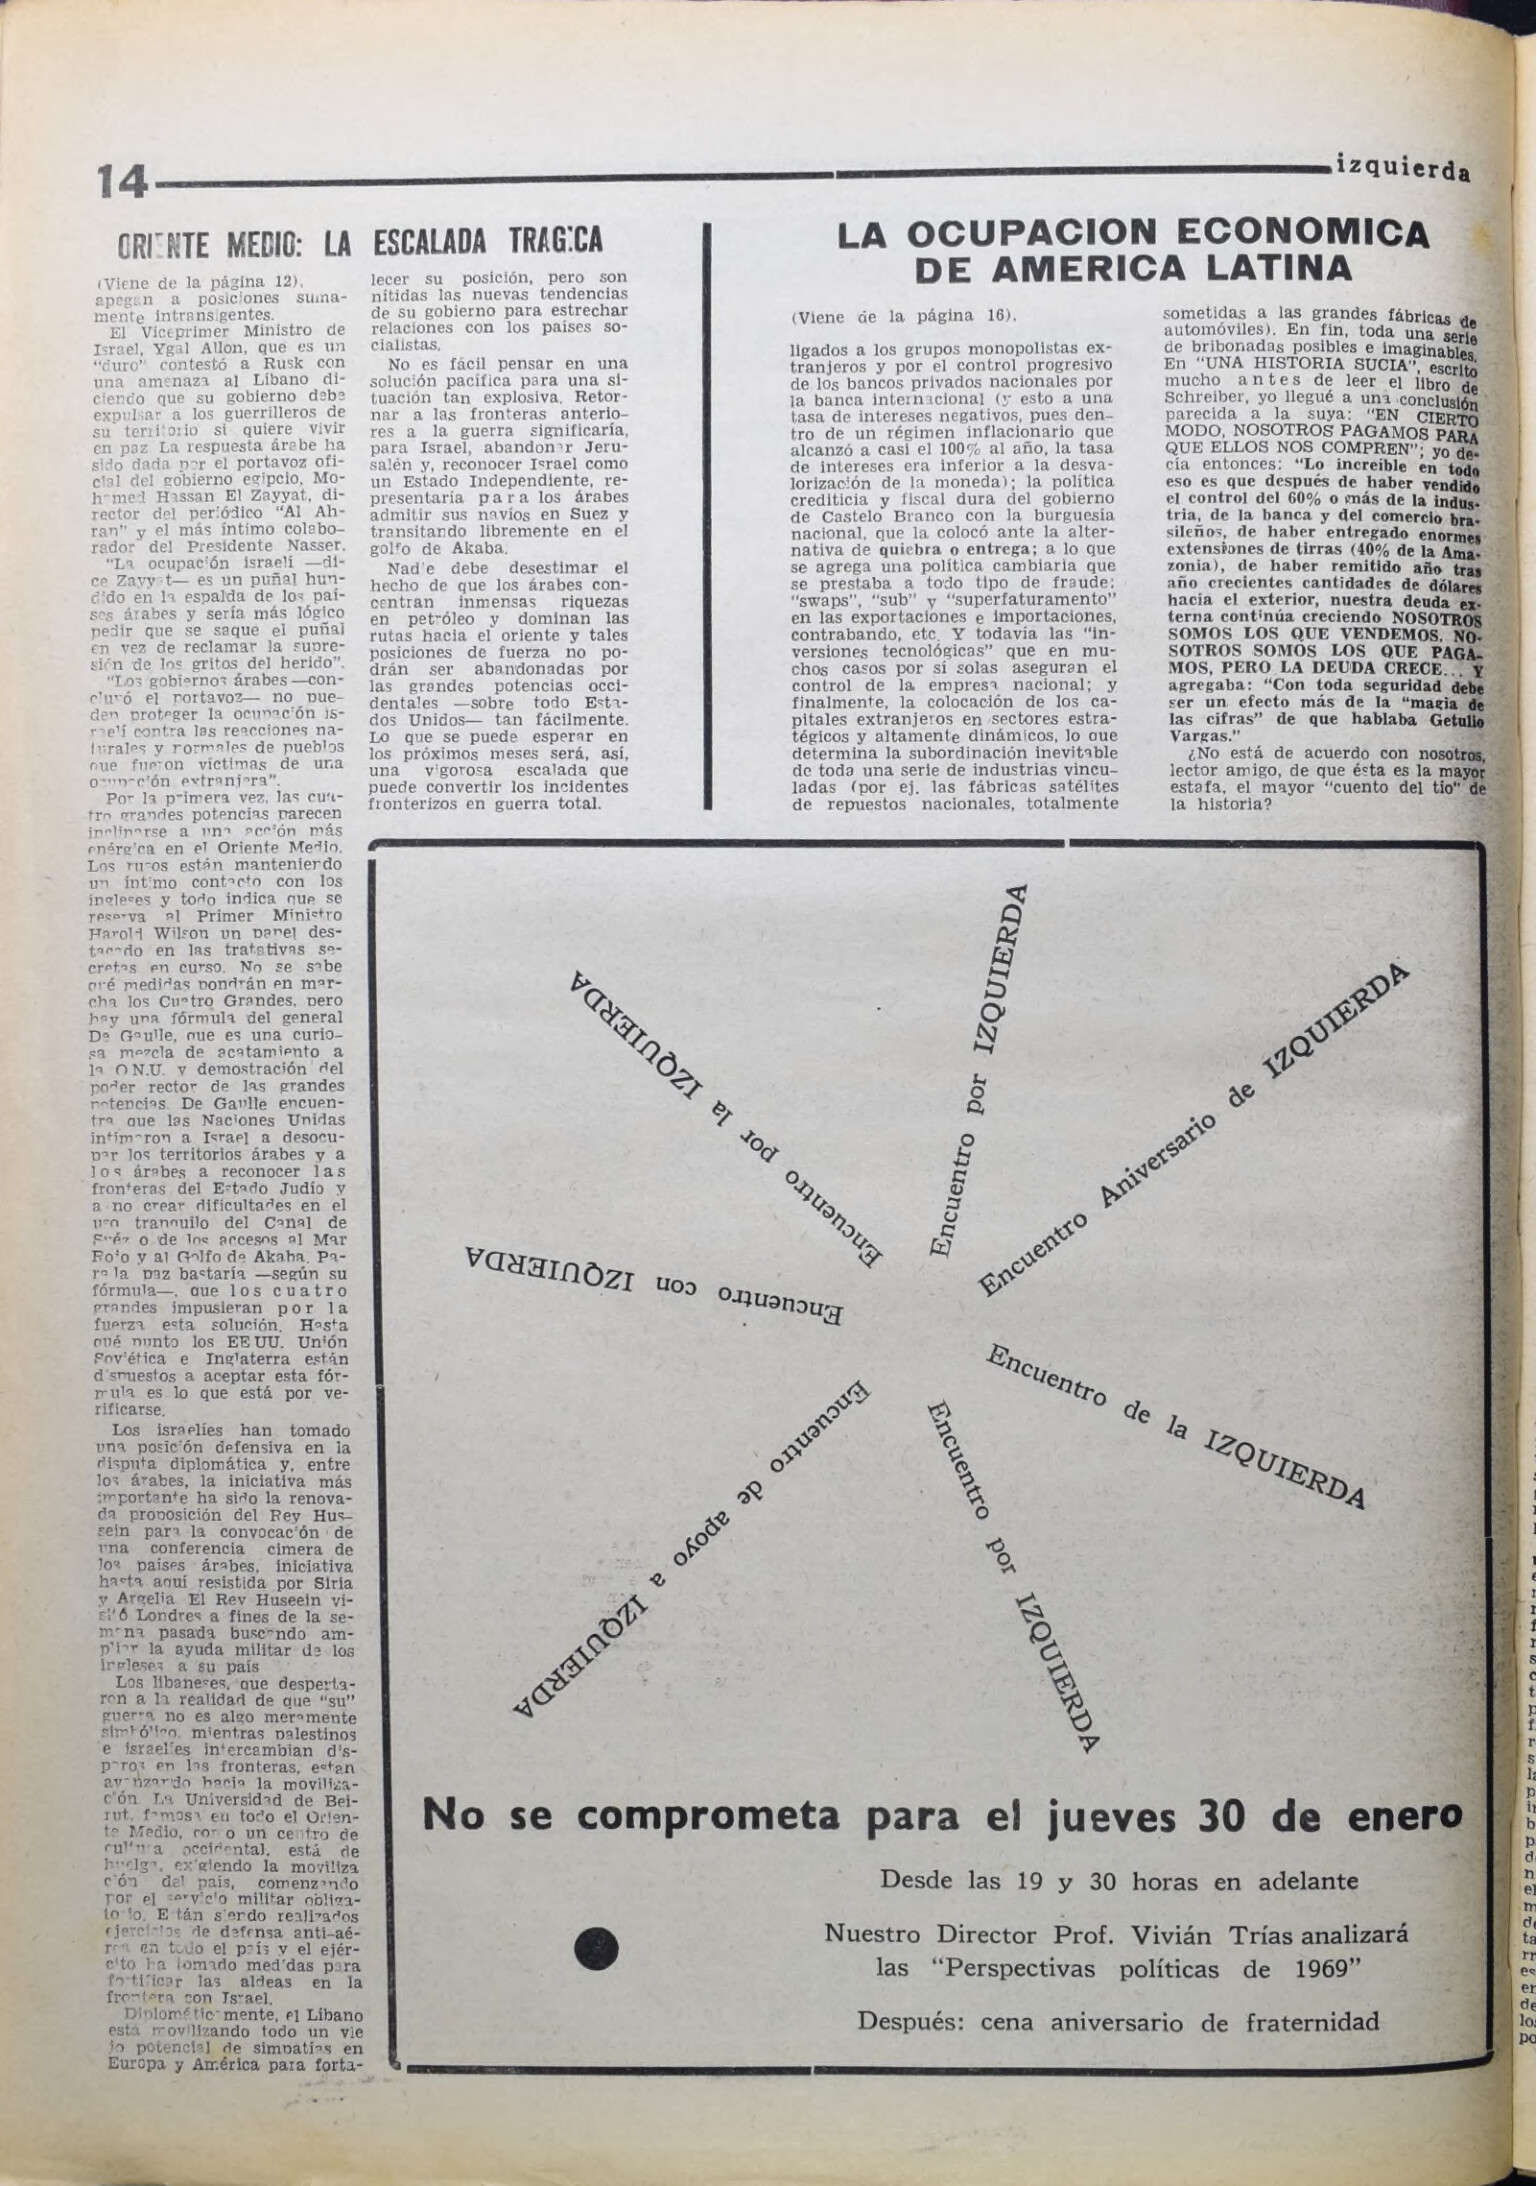 14
izquierda
ORIENTE MEDIO: LA ESCALADA TRAGICA
(Viene de la página 12).
apegan a posiciones suma-
mente intransigentes.
El Viceprimer Ministro de
Israel, Ygal Allon, que es un
"duro" contestó a Rusk con
una amenaza al Líbano di-
ciendo que su gobierno debe
expulsar a los guerrilleros de
su territorio si quiere vivir
en paz La respuesta árabe ha
sido dada por el portavoz ofi-
cial del gobierno egipcio, Mo-
hamed Hassan El Zayyat, di-
rector del periódico "Al Ah-
ran" y el más íntimo colabo-
rador del Presidente Nasser.
"La ocupación israelí —di-
ce Zayyat— es un puñal hun-
dido en la espalda de los paí-
ses árabes y sería más lógico
pedir que se saque el puñal
en vez de reclamar la supre-
sión de los gritos del herido".
"Los gobiernos árabes —con-
cluyó el portavoz— no pue-
den proteger la ocupación is-
raelí contra las reacciones na-
turales y normales de pueblos
que fueron víctimas de una
ocupación extranjera".
Por la primera vez, las cua-
tro grandes potencias parecen
inclinarse a una acción más
enérgica en el Oriente Medio.
Los rusos están manteniendo
un íntimo contacto con los
ingleses y todo indica que se
reserva al Primer Ministro
Harold Wilson un papel des-
tacado en las tratativas se-
cretas en curso. No se sabe
qué medidas pondrán en mar-
cha los Cuatro Grandes, pero
hay una fórmula del general
De Gaulle, que es una curio-
sa mezcla de acatamiento a
la O.N.U. y demostración del
poder rector de las grandes
potencias. De Gaulle encuen-
tra que las Naciones Unidas
intimaron a Israel a desocu-
par los territorios árabes y a
los árabes a reconocer las
fronteras del Estado Judío y
a no crear dificultades en el
uso tranquilo del Canal de
Suéz o de los accesos al Mar
Rojo y al Golfo de Akaba. Pa-
ra la paz bastaría —según su
fórmula—, que los cuatro
grandes impusieran por la
fuerza esta solución. Hasta
qué punto los EE.UU. Unión
Soviética e Inglaterra están
dispuestos a aceptar esta fór-
mula es lo que está por ve-
rificarse.
Los israelíes han tomado
una posición defensiva en la
disputa diplomática y, entre
los árabes, la iniciativa más
importante ha sido la renova-
da proposición del Rey Hus-
sein para la convocación de
una conferencia cimera de
los países árabes, iniciativa
hasta aquí resistida por Siria
y Argelia El Rey Huseein vi-
sitó Londres a fines de la se-
mana pasada buscando am-
pliar la ayuda militar de los
ingleses a su país
Los libaneses, que desperta-
ron a la realidad de que "su"
guerra no es algo meramente
simbólico, mientras palestinos
e israelíes intercambian dis-
paros en las fronteras, estan
avanzando hacia la moviliza-
ción La Universidad de Bei-
rut, famosa en todo el Orien-
te Medio, como un centro de
cultura occidental, está de
huelga, exigiendo la moviliza
ción del país, comenzando
por el servicio militar obliga-
torio. Están siendo realizados
ejercicios de defensa anti-aé-
rea en todo el país y el ejér-
cito ha tomado medidas para
fortificar las aldeas en la
frontera con Israel.
Diplomáticamente, el Líbano
está movilizando todo un vie
jo potencial de simpatías en
Europa y América para forta-
lecer su posición, pero son
nítidas las nuevas tendencias
de su gobierno para estrechar
relaciones con los países so-
cialistas.
No es fácil pensar en una
solución pacífica para una si-
tuación tan explosiva. Retor-
nar a las fronteras anterio-
res a la guerra significaría,
para Israel, abandonar Jeru-
salén y, reconocer Israel como
un Estado Independiente, re-
presentaría para los árabes
admitir sus navíos en Suez y
transitando libremente en el
golfo de Akaba.
Nadie debe desestimar el
hecho de que los árabes con-
centran inmensas riquezas
en petróleo y dominan las
rutas hacia el oriente y tales
posiciones de fuerza no po-
drán ser abandonadas por
las grandes potencias occi-
dentales —sobre todo Esta-
dos Unidos— tan fácilmente.
Lo que se puede esperar en
los próximos meses será, así,
una vigorosa escalada que
puede convertir los incidentes
fronterizos en guerra total.
LA OCUPACION ECONOMICA
DE AMERICA LATINA
(Viene de la página 16).
ligados a los grupos monopolistas ex-
tranjeros y por el control progresivo
de los bancos privados nacionales por
la banca internacional (y esto a una
tasa de intereses negativos, pues den-
tro de un régimen inflacionario que
alcanzó a casi el 100% al año, la tasa
de intereses era inferior a la desva-
lorización de la moneda); la política
crediticia y fiscal dura del gobierno
de Castelo Branco con la burguesía
nacional, que la colocó ante la alter-
nativa de quiebra o entrega; a lo que
se agrega una política cambiaria que
se prestaba a todo tipo de fraude:
"swaps", "sub" y "superfaturamento"
en las exportaciones e importaciones,
contrabando, etc. Y todavía las "in-
versiones tecnológicas" que en mu-
chos casos por sí solas aseguran el
control de la empresa nacional; y
finalmente, la colocación de los ca-
pitales extranjeros en sectores estra-
tégicos y altamente dinámicos, lo que
determina la subordinación inevitable
de toda una serie de industrias vincu-
ladas (por ej. las fábricas satélites
de repuestos nacionales, totalmente
sometidas a las grandes fábricas de
automóviles). En fin, toda una serie
de bribonadas posibles e imaginables.
En "UNA HISTORIA SUCIA", escrito
mucho antes de leer el libro de
Schreiber, yo llegué a una conclusión
parecida a la suya: "EN CIERTO
MODO, NOSOTROS PAGAMOS PARA
QUE ELLOS NOS COMPREN"; yo de-
cía entonces: "Lo increíble en todo
eso es que después de haber vendido
el control del 60% o más de la indus-
tria, de la banca y del comercio bra-
sileños, de haber entregado enormes
extensiones de tirras (40% de la Ama-
zonia), de haber remitido año tras
año crecientes cantidades de dólares
hacia el exterior, nuestra deuda ex-
terna continúa creciendo NOSOTROS
SOMOS LOS QUE VENDEMOS, NO-
SOTROS SOMOS LOS QUE PAGA-
MOS, PERO LA DEUDA CRECE... Y
agregaba: "Con toda seguridad debe
ser un efecto más de la "magia de
las cifras" de que hablaba Getulio
Vargas."
¿No está de acuerdo con nosotros,
lector amigo, de que ésta es la mayor
estafa, el mayor "cuento del tío" de
la historia?
Encuentro por la IZQUIERDA
Encuentro por IZQUIERDA
Encuentro Aniversario de IZQUIERDA
Encuentro con IZQUIERDA
Encuentro de la IZQUIERDA
Encuentro de apoyo a IZQUIERDA
Encuentro por IZQUIERDA
No se comprometa para el jueves 30 de enero
Desde las 19 y 30 horas en adelante
Nuestro Director Prof. Vivián Trías analizará
las "Perspectivas políticas de 1969"
Después: cena aniversario de fraternidad